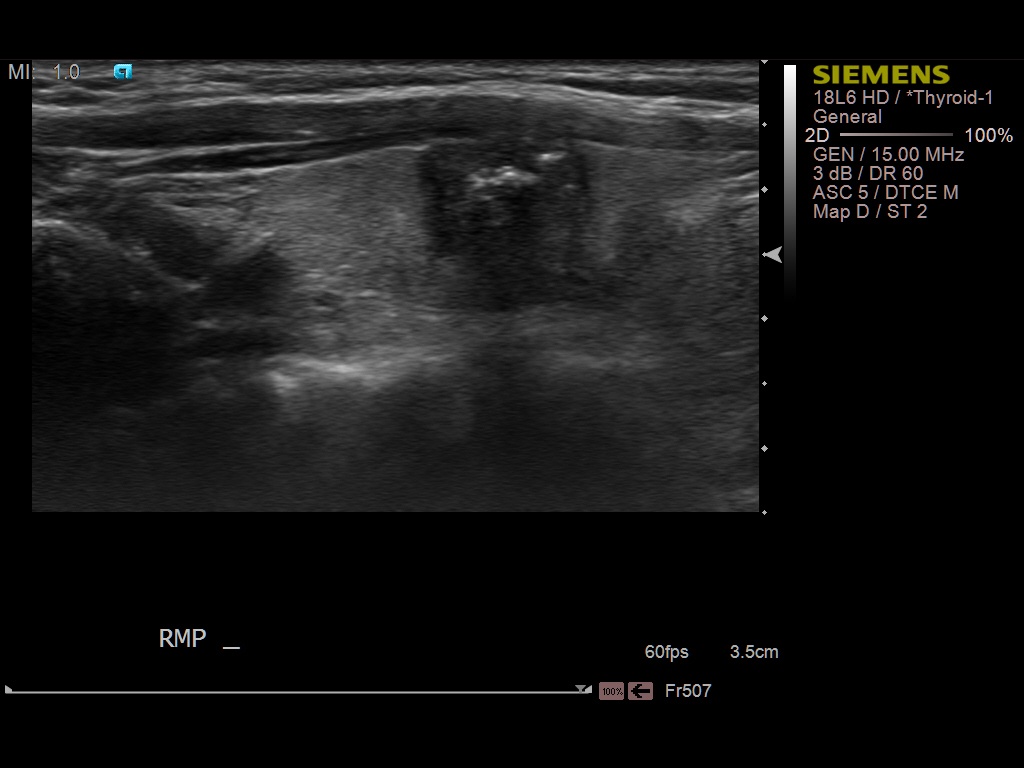 MI: 1.0
SIEMENS
18L6 HD / *Thyroid-1
General
2D 100%
GEN / 15.00 MHz
3 dB / DR 60
ASC 5 / DTCE M
Map D / ST 2
RMP _
60fps 3.5cm
100% Fr507